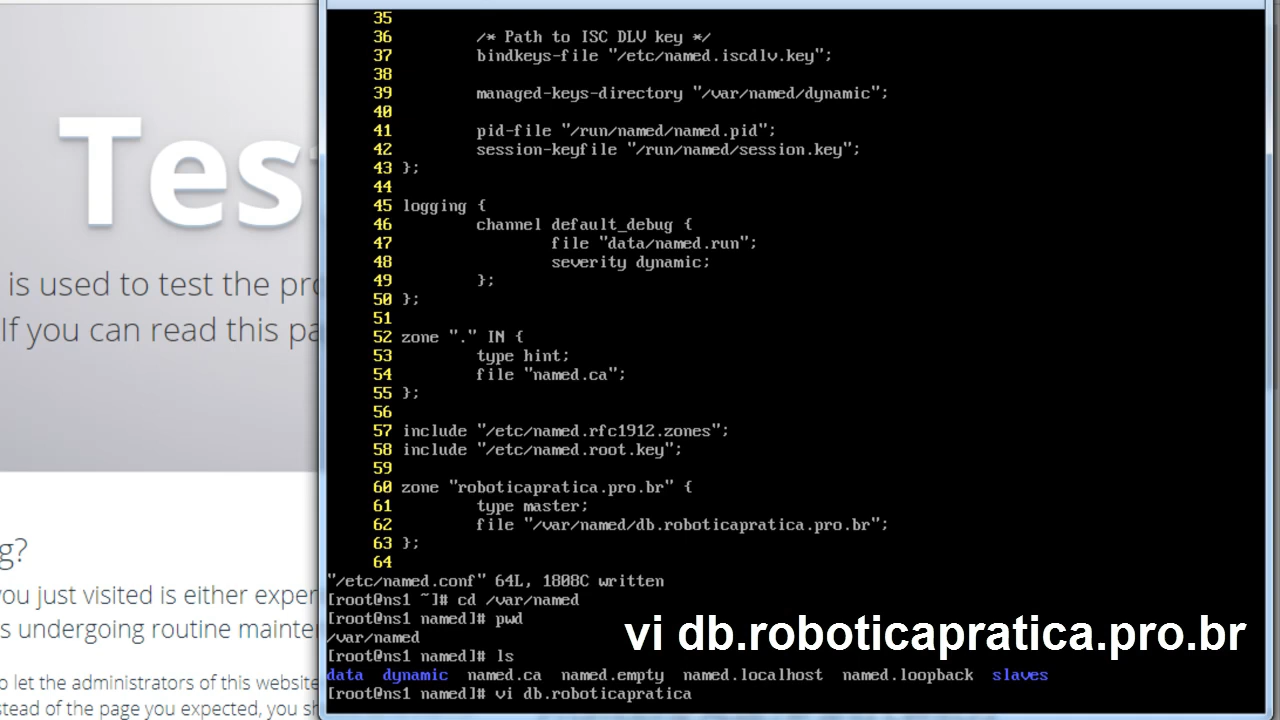 Test
is used to test the pro
If you can read this pa
g?
you just visited is either exper
s undergoing routine mainte
o let the administrators of this website
stead of the page you expected, you sh
35
36 /* Path to ISC DLV key */
37 bindkeys-file "/etc/named.iscdlv.key";
38
39 managed-keys-directory "/var/named/dynamic";
40
41 pid-file "/run/named/named.pid";
42 session-keyfile "/run/named/session.key";
43 };
44
45 logging {
46 channel default_debug {
47 file "data/named.run";
48 severity dynamic;
49 };
50 };
51
52 zone "." IN {
53 type hint;
54 file "named.ca";
55 };
56
57 include "/etc/named.rfc1912.zones";
58 include "/etc/named.root.key";
59
60 zone "roboticapratica.pro.br" {
61 type master;
62 file "/var/named/db.roboticapratica.pro.br";
63 };
64
"/etc/named.conf" 64L, 1808C written
[root@ns1 ~]# cd /var/named
[root@ns1 named]# pwd
/var/named
[root@ns1 named]# ls
data dynamic named.ca named.empty named.localhost named.loopback slaves
[root@ns1 named]# vi db.roboticapratica
vi db.roboticapratica.pro.br